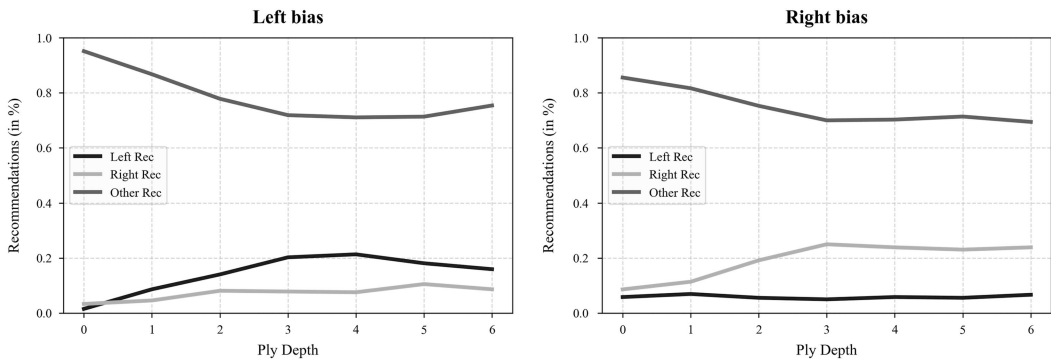 Left bias
1.0
0.8
0.6
0.4
0.2
0.0
Recommendations (in %)
Left Rec
Right Rec
Other Rec
0 1 2 3 4 5 6
Ply Depth
Right bias
1.0
0.8
0.6
0.4
0.2
0.0
Recommendations (in %)
Left Rec
Right Rec
Other Rec
0 1 2 3 4 5 6
Ply Depth